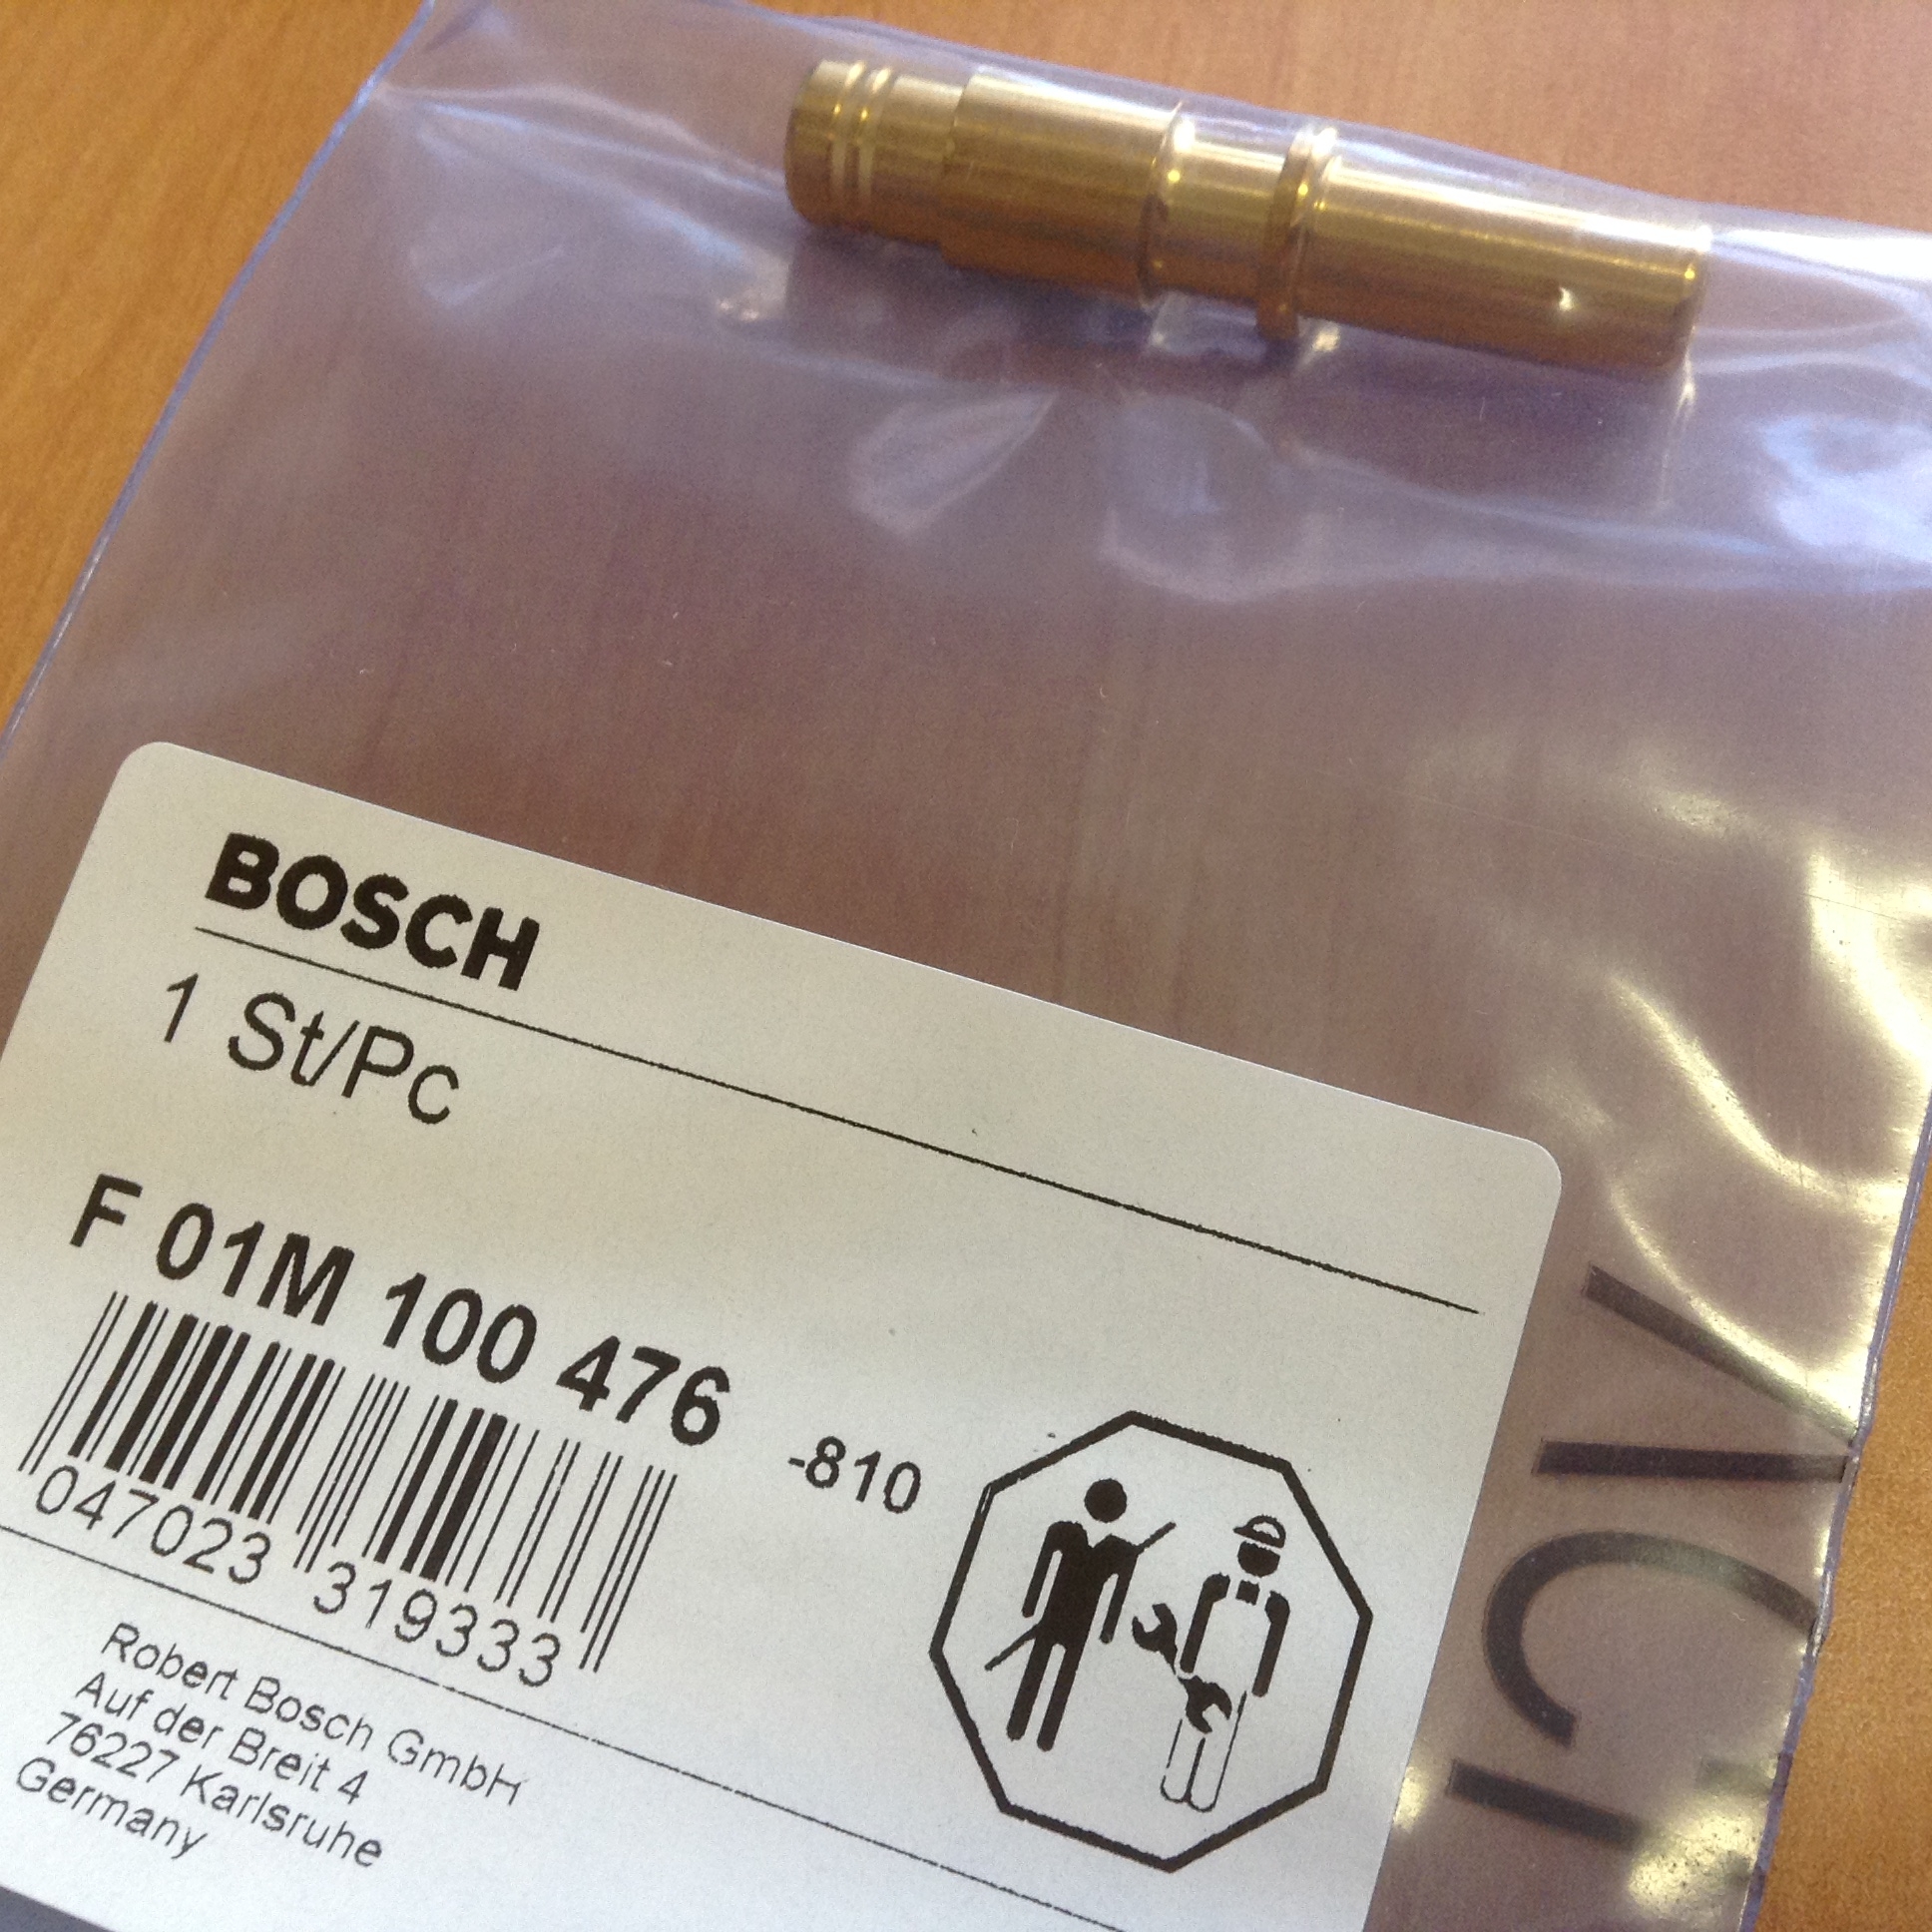 BOSCH
1 St/Pc
F 01M 100 476
-810
047023 319333
Robert Bosch GmbH
Auf der Breit 4
76227 Karlsruhe
Germany
VCI